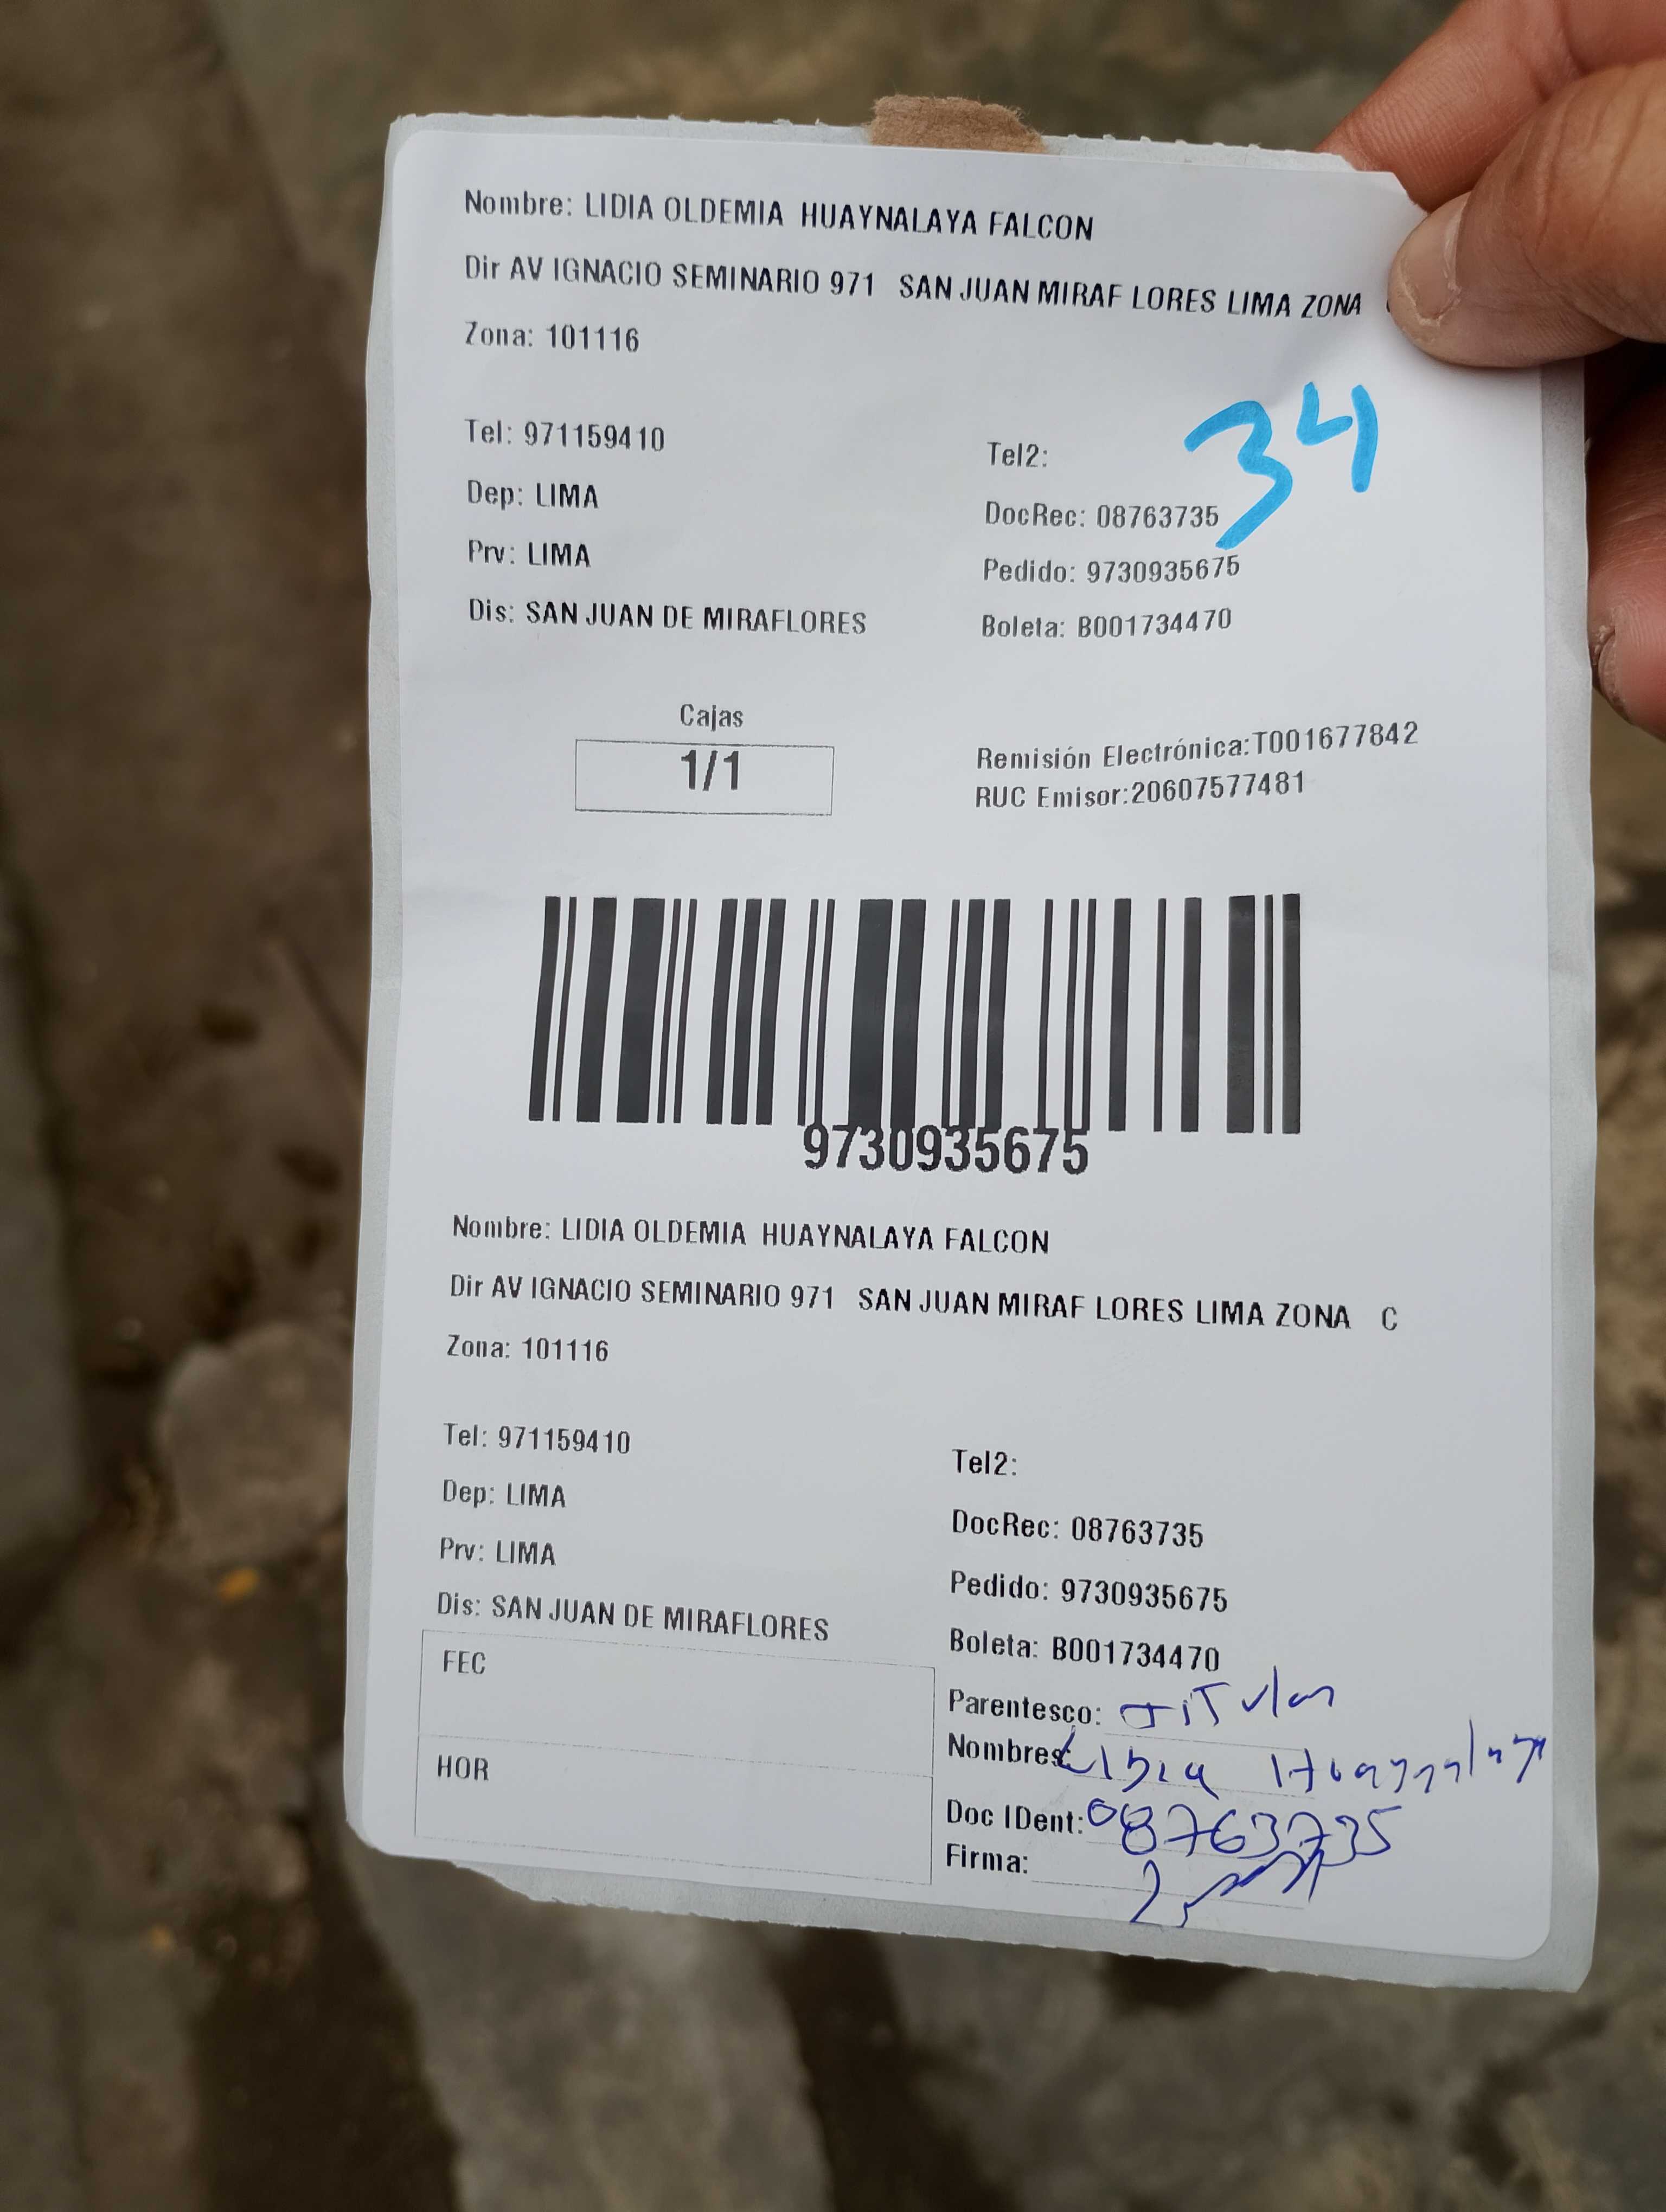 Nombre: LIDIA OLDEMIA HUAYNALAYA FALCON
Dir AV IGNACIO SEMINARIO 971 SAN JUAN MIRAF LORES LIMA ZONA
Zona: 101116
34
Tel: 971159410
Tel2:
Dep: LIMA
DocRec: 08763735
Prv: LIMA
Pedido: 9730935675
Dis: SAN JUAN DE MIRAFLORES
Boleta: B001734470
Cajas
1/1
Remisión Electrónica:T001677842
RUC Emisor:20607577481
9730935675
Nombre: LIDIA OLDEMIA HUAYNALAYA FALCON
Dir AV IGNACIO SEMINARIO 971 SAN JUAN MIRAF LORES LIMA ZONA C
Zona: 101116
Tel: 971159410
Tel2:
Dep: LIMA
DocRec: 08763735
Prv: LIMA
Pedido: 9730935675
Dis: SAN JUAN DE MIRAFLORES
Boleta: B001734470
FEC
Parentesco: TiTular
Nombres: Lidia Huaynalaya
HOR
Doc IDent: 08763735
Firma: